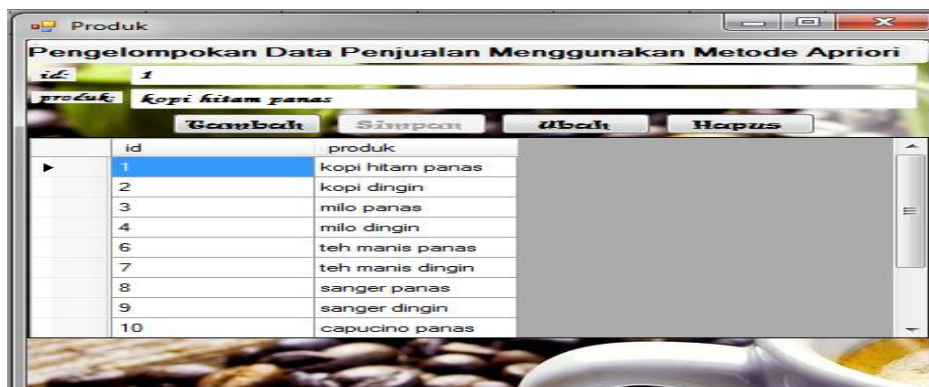 Produk
Pengelompokan Data Penjualan Menggunakan Metode Apriori
id: 1
produk: kopi hitam panas
Tambah Simpan Ubah Hapus
id produk
1 kopi hitam panas
2 kopi dingin
3 milo panas
4 milo dingin
6 teh manis panas
7 teh manis dingin
8 sanger panas
9 sanger dingin
10 capucino panas